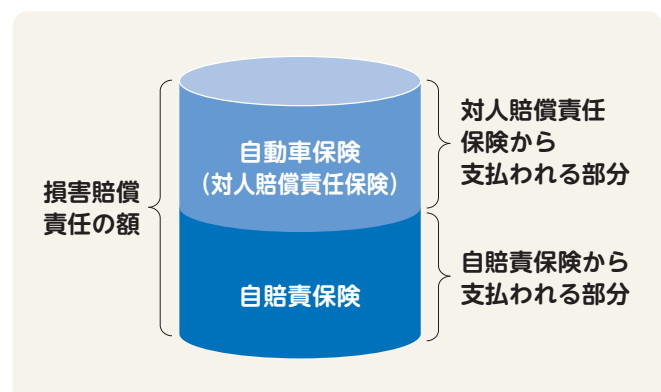 損害賠償
責任の額
自動車保険
（対人賠償責任保険）
自賠責保険
対人賠償責任
保険から
支払われる部分
自賠責保険から
支払われる部分